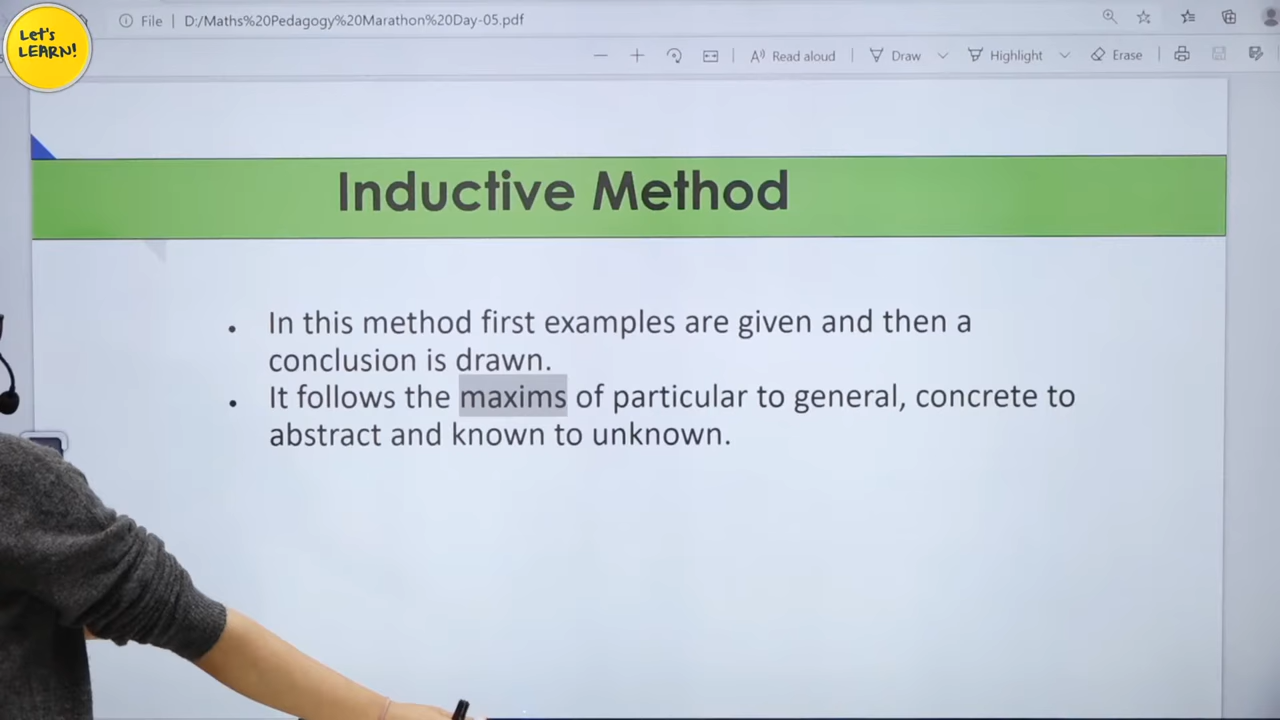 Let's
LEARN!
File | D:/Maths%20Pedagogy%20Marathon%20Day-05.pdf
Read aloud
Draw
Highlight
Erase
Inductive Method
• In this method first examples are given and then a
conclusion is drawn.
• It follows the maxims of particular to general, concrete to
abstract and known to unknown.